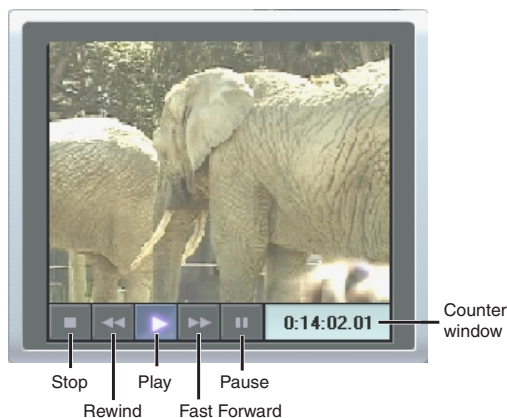 0:14:02.01
Counter
window
Stop
Play
Pause
Rewind
Fast Forward